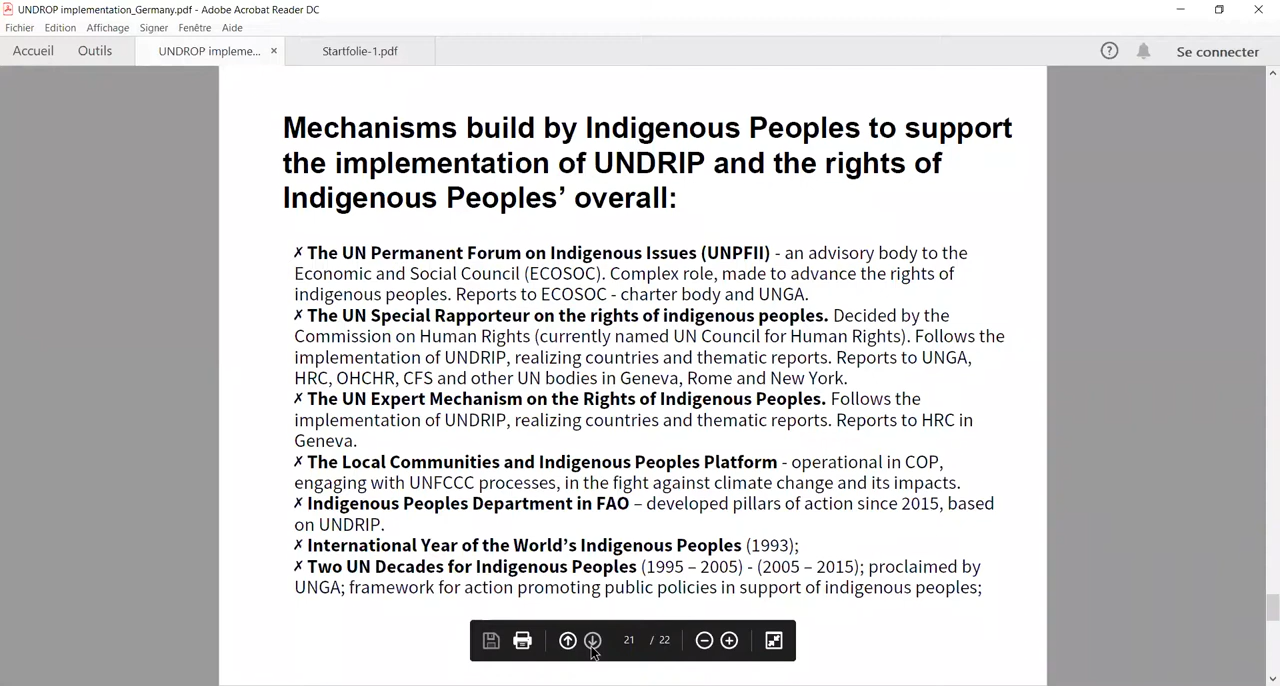 UNDROP implementation_Germany.pdf - Adobe Acrobat Reader DC
Fichier Edition Affichage Signer Fenêtre Aide
Accueil Outils UNDROP impleme... × Startfolie-1.pdf ? Se connecter
Mechanisms build by Indigenous Peoples to support
the implementation of UNDRIP and the rights of
Indigenous Peoples’ overall:
✗ The UN Permanent Forum on Indigenous Issues (UNPFII) - an advisory body to the
Economic and Social Council (ECOSOC). Complex role, made to advance the rights of
indigenous peoples. Reports to ECOSOC - charter body and UNGA.
✗ The UN Special Rapporteur on the rights of indigenous peoples. Decided by the
Commission on Human Rights (currently named UN Council for Human Rights). Follows the
implementation of UNDRIP, realizing countries and thematic reports. Reports to UNGA,
HRC, OHCHR, CFS and other UN bodies in Geneva, Rome and New York.
✗ The UN Expert Mechanism on the Rights of Indigenous Peoples. Follows the
implementation of UNDRIP, realizing countries and thematic reports. Reports to HRC in
Geneva.
✗ The Local Communities and Indigenous Peoples Platform - operational in COP,
engaging with UNFCCC processes, in the fight against climate change and its impacts.
✗ Indigenous Peoples Department in FAO – developed pillars of action since 2015, based
on UNDRIP.
✗ International Year of the World’s Indigenous Peoples (1993);
✗ Two UN Decades for Indigenous Peoples (1995 – 2005) - (2005 – 2015); proclaimed by
UNGA; framework for action promoting public policies in support of indigenous peoples;
21 / 22